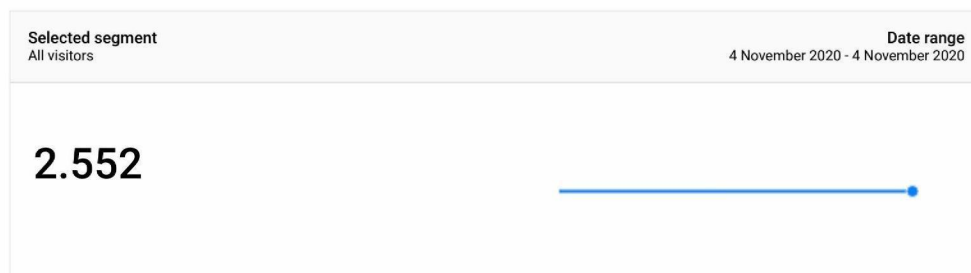 Selected segment
All visitors
Date range
4 November 2020 - 4 November 2020
2.552